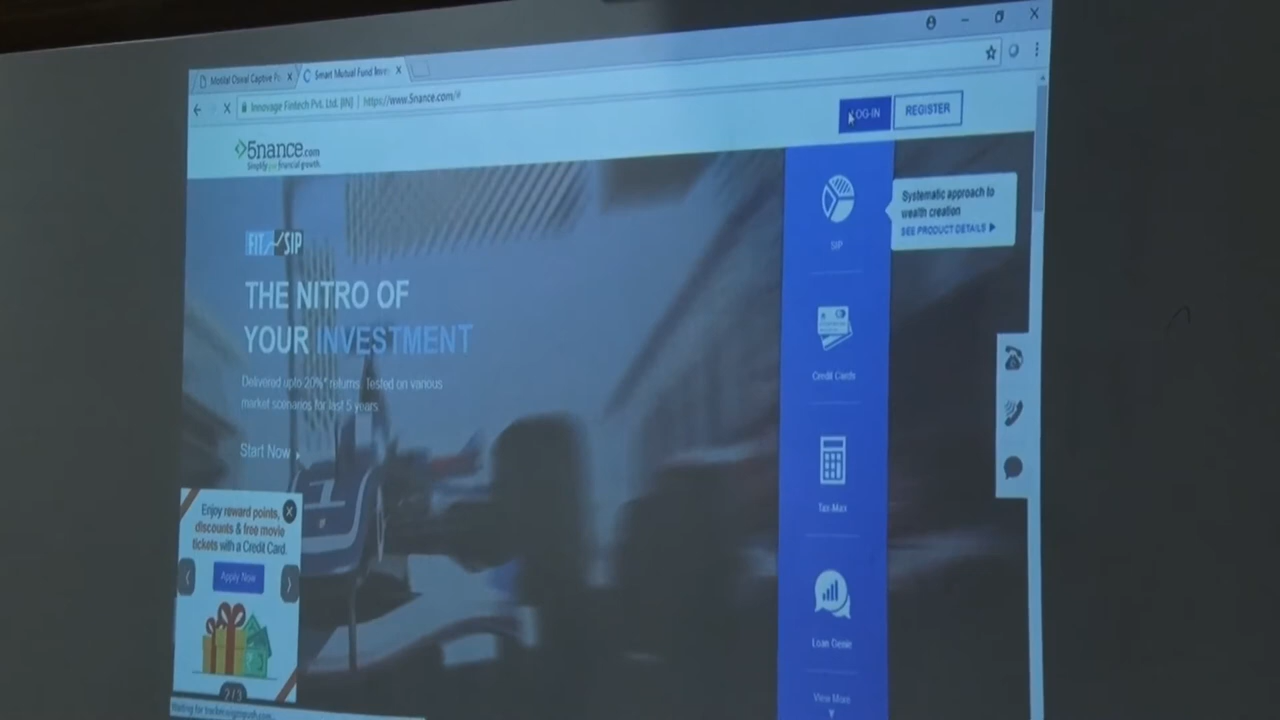 Motilal Oswal Captive
Smart Mutual Fund
Innovage Fintech Pvt. Ltd. [IN] https://www.5nance.com/#
5nance.com
Simplify your financial growth.
LOG-IN REGISTER
FIT SIP
THE NITRO OF
YOUR INVESTMENT
Delivered upto 20%* returns. Tested on various
market scenarios for last 5 years
Start Now
SIP
Systematic approach to
wealth creation
SEE PRODUCT DETAILS
Credit Cards
Tax-Max
Loan Genie
View More
Enjoy reward points,
discounts & free movie
tickets with a Credit Card.
Apply Now
2/3
Waiting for